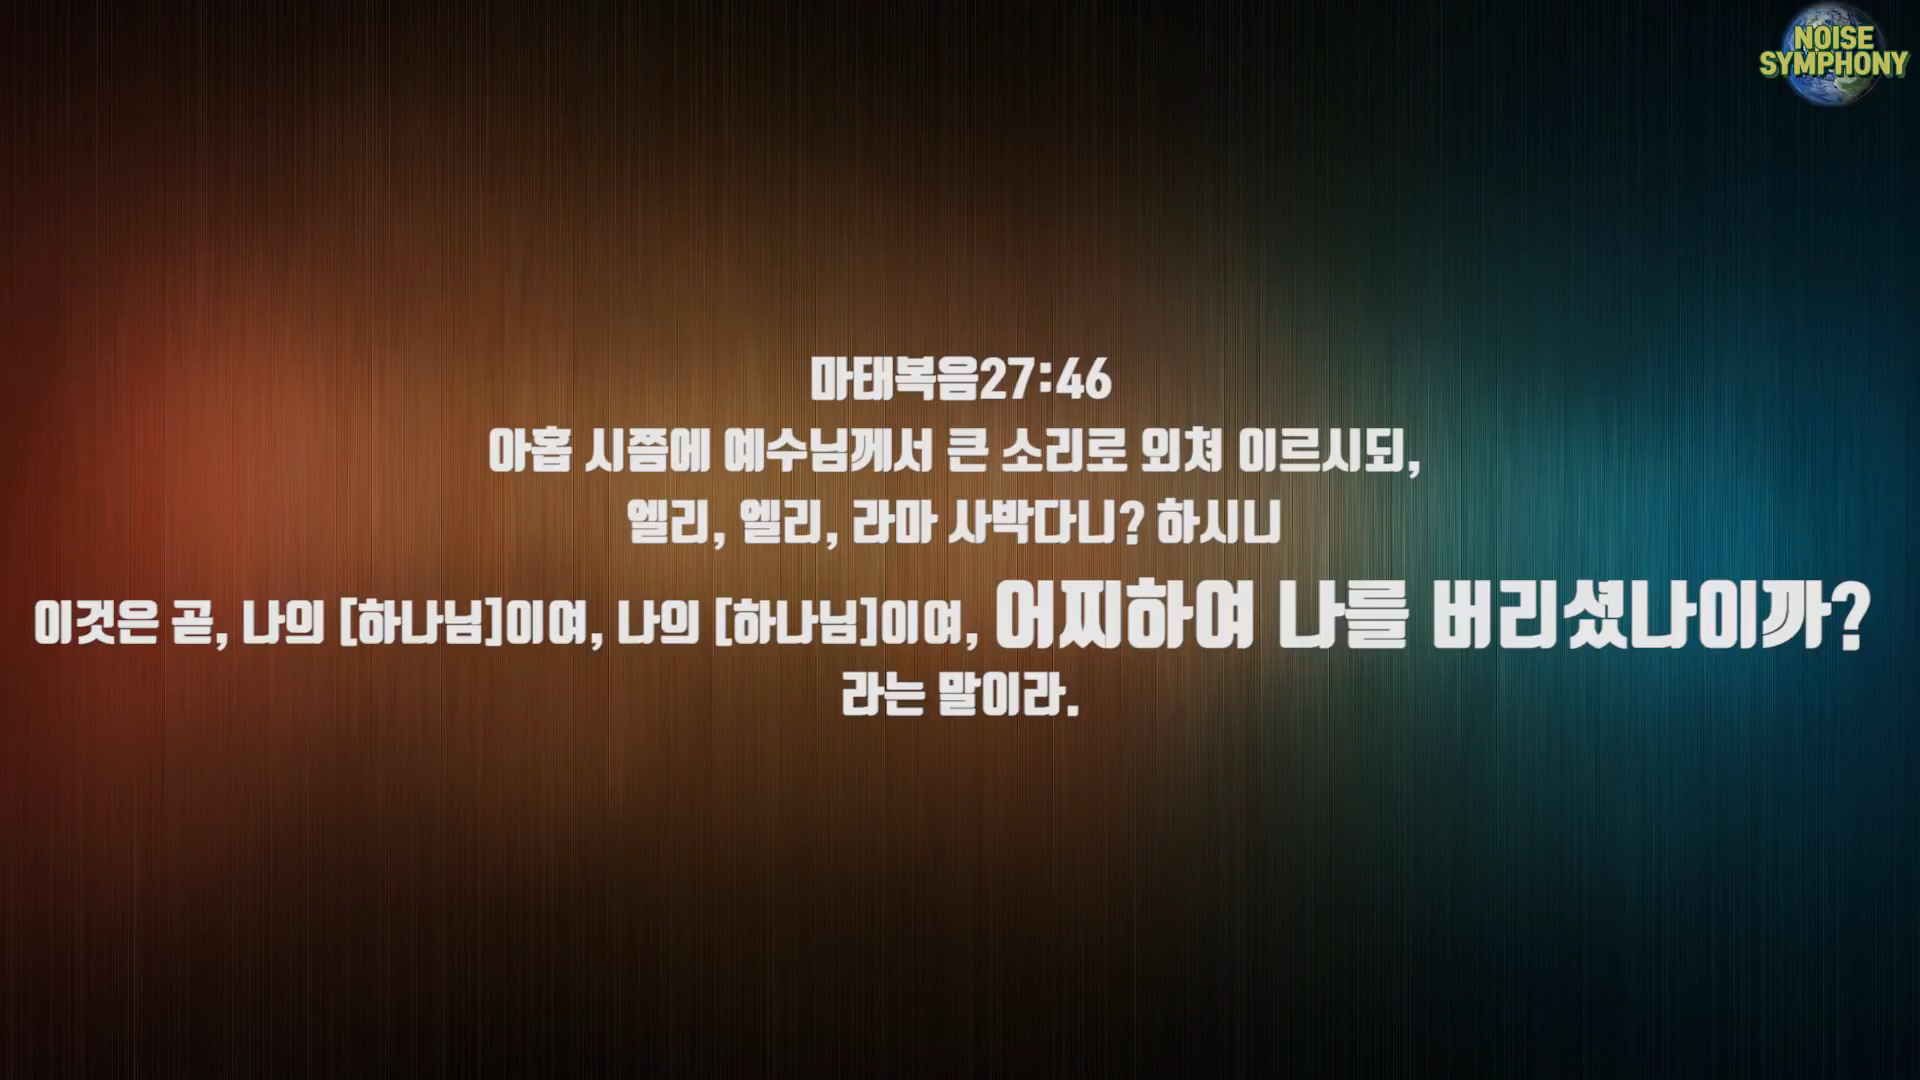 NOISE
SYMPHONY
마태복음27:46
아홉 시쯤에 예수님께서 큰 소리로 외쳐 이르시되,
엘리, 엘리, 라마 사박다니? 하시니
이것은 곧, 나의 [하나님]이여, 나의 [하나님]이여, 어찌하여 나를 버리셨나이까?
라는 말이라.